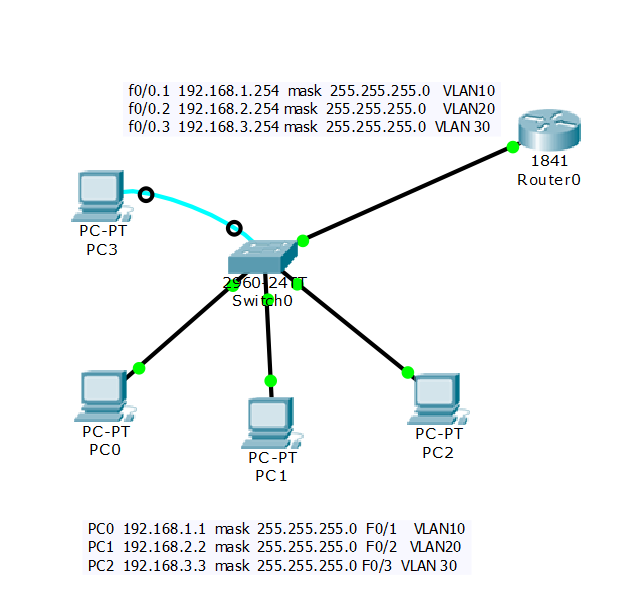 f0/0.1 192.168.1.254 mask 255.255.255.0 VLAN10
f0/0.2 192.168.2.254 mask 255.255.255.0 VLAN20
f0/0.3 192.168.3.254 mask 255.255.255.0 VLAN 30
1841
Router0
PC-PT
PC3
2960-24TT
Switch0
PC-PT
PC0
PC-PT
PC1
PC-PT
PC2
PC0 192.168.1.1 mask 255.255.255.0 F0/1 VLAN10
PC1 192.168.2.2 mask 255.255.255.0 F0/2 VLAN20
PC2 192.168.3.3 mask 255.255.255.0 F0/3 VLAN 30